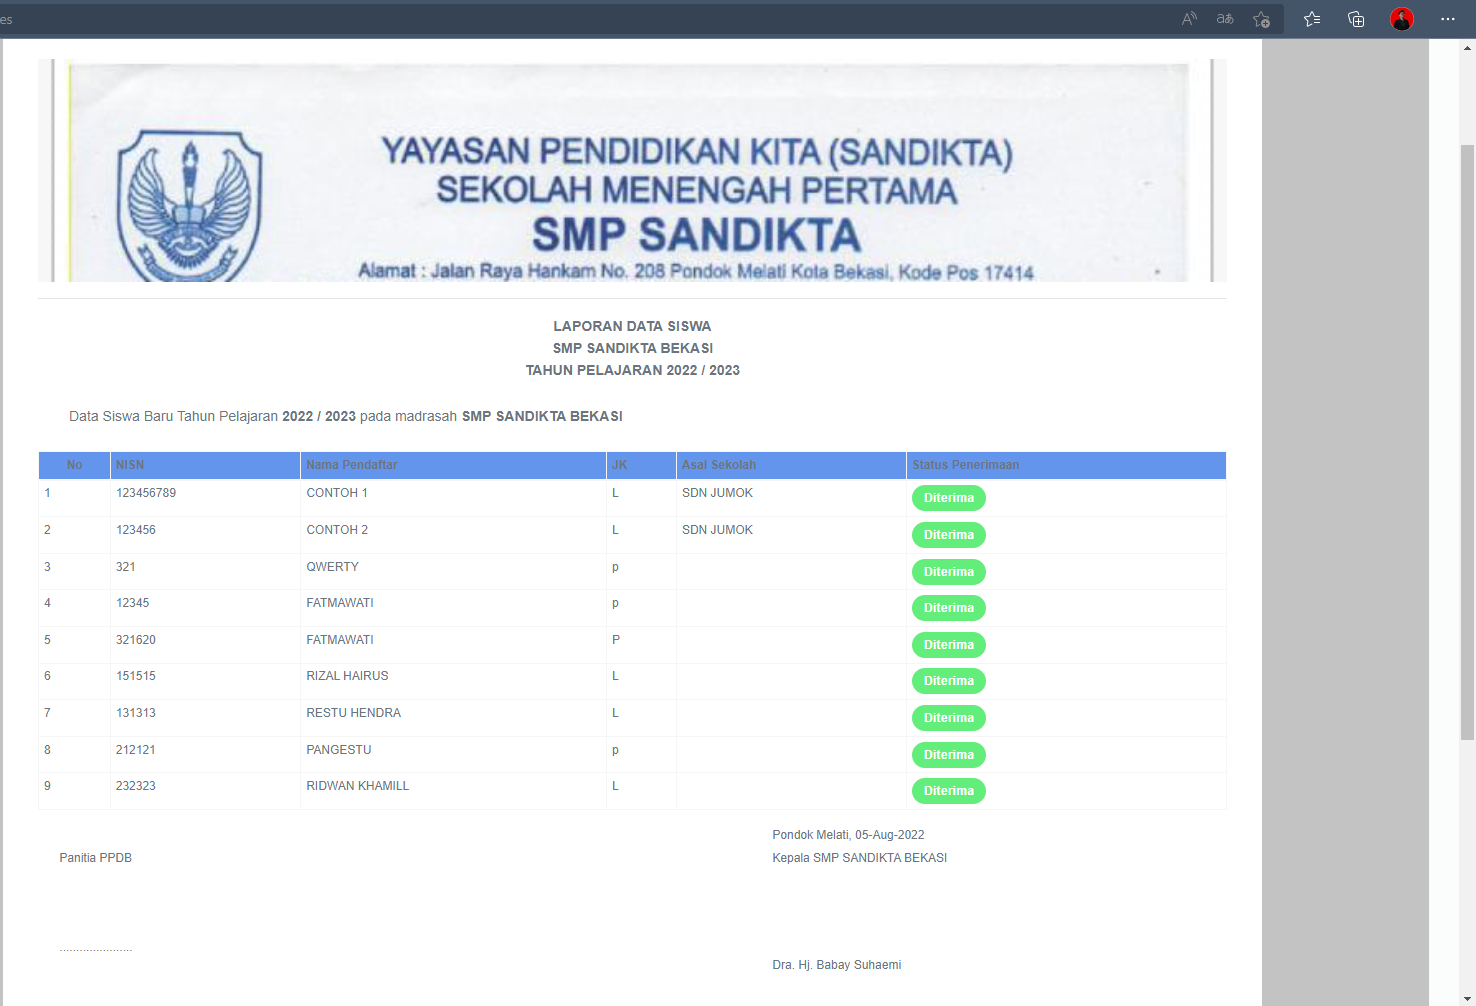 es
YAYASAN PENDIDIKAN KITA (SANDIKTA)
SEKOLAH MENENGAH PERTAMA
SMP SANDIKTA
Alamat : Jalan Raya Hankam No. 208 Pondok Melati Kota Bekasi, Kode Pos 17414
LAPORAN DATA SISWA
SMP SANDIKTA BEKASI
TAHUN PELAJARAN 2022 / 2023
Data Siswa Baru Tahun Pelajaran 2022 / 2023 pada madrasah SMP SANDIKTA BEKASI
No NISN Nama Pendaftar JK Asal Sekolah Status Penerimaan
1 123456789 CONTOH 1 L SDN JUMOK Diterima
2 123456 CONTOH 2 L SDN JUMOK Diterima
3 321 QWERTY p Diterima
4 12345 FATMAWATI p Diterima
5 321620 FATMAWATI P Diterima
6 151515 RIZAL HAIRUS L Diterima
7 131313 RESTU HENDRA L Diterima
8 212121 PANGESTU p Diterima
9 232323 RIDWAN KHAMILL L Diterima
Pondok Melati, 05-Aug-2022
Panitia PPDB Kepala SMP SANDIKTA BEKASI
......................
Dra. Hj. Babay Suhaemi